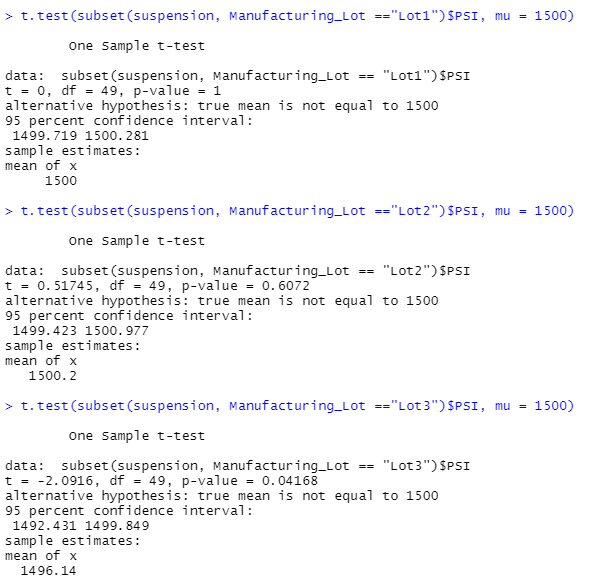 > t.test(subset(suspension, Manufacturing_Lot =="Lot1")$PSI, mu = 1500)
One Sample t-test
data:  subset(suspension, Manufacturing_Lot == "Lot1")$PSI
t = 0, df = 49, p-value = 1
alternative hypothesis: true mean is not equal to 1500
95 percent confidence interval:
1499.719 1500.281
sample estimates:
mean of x
1500
> t.test(subset(suspension, Manufacturing_Lot =="Lot2")$PSI, mu = 1500)
One Sample t-test
data:  subset(suspension, Manufacturing_Lot == "Lot2")$PSI
t = 0.51745, df = 49, p-value = 0.6072
alternative hypothesis: true mean is not equal to 1500
95 percent confidence interval:
1499.423 1500.977
sample estimates:
mean of x
1500.2
> t.test(subset(suspension, Manufacturing_Lot =="Lot3")$PSI, mu = 1500)
One Sample t-test
data:  subset(suspension, Manufacturing_Lot == "Lot3")$PSI
t = -2.0916, df = 49, p-value = 0.04168
alternative hypothesis: true mean is not equal to 1500
95 percent confidence interval:
1492.431 1499.849
sample estimates:
mean of x
1496.14